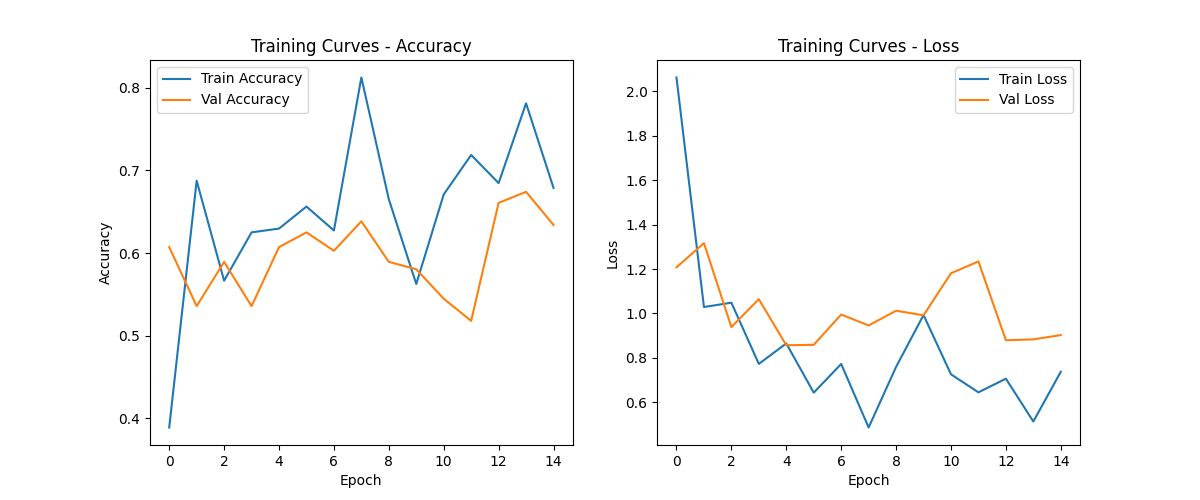 Training Curves - Accuracy
Train Accuracy
Val Accuracy
0.8
0.7
0.6
0.5
0.4
Accuracy
0 2 4 6 8 10 12 14
Epoch
Training Curves - Loss
Train Loss
Val Loss
2.0
1.8
1.6
1.4
1.2
1.0
0.8
0.6
Loss
0 2 4 6 8 10 12 14
Epoch